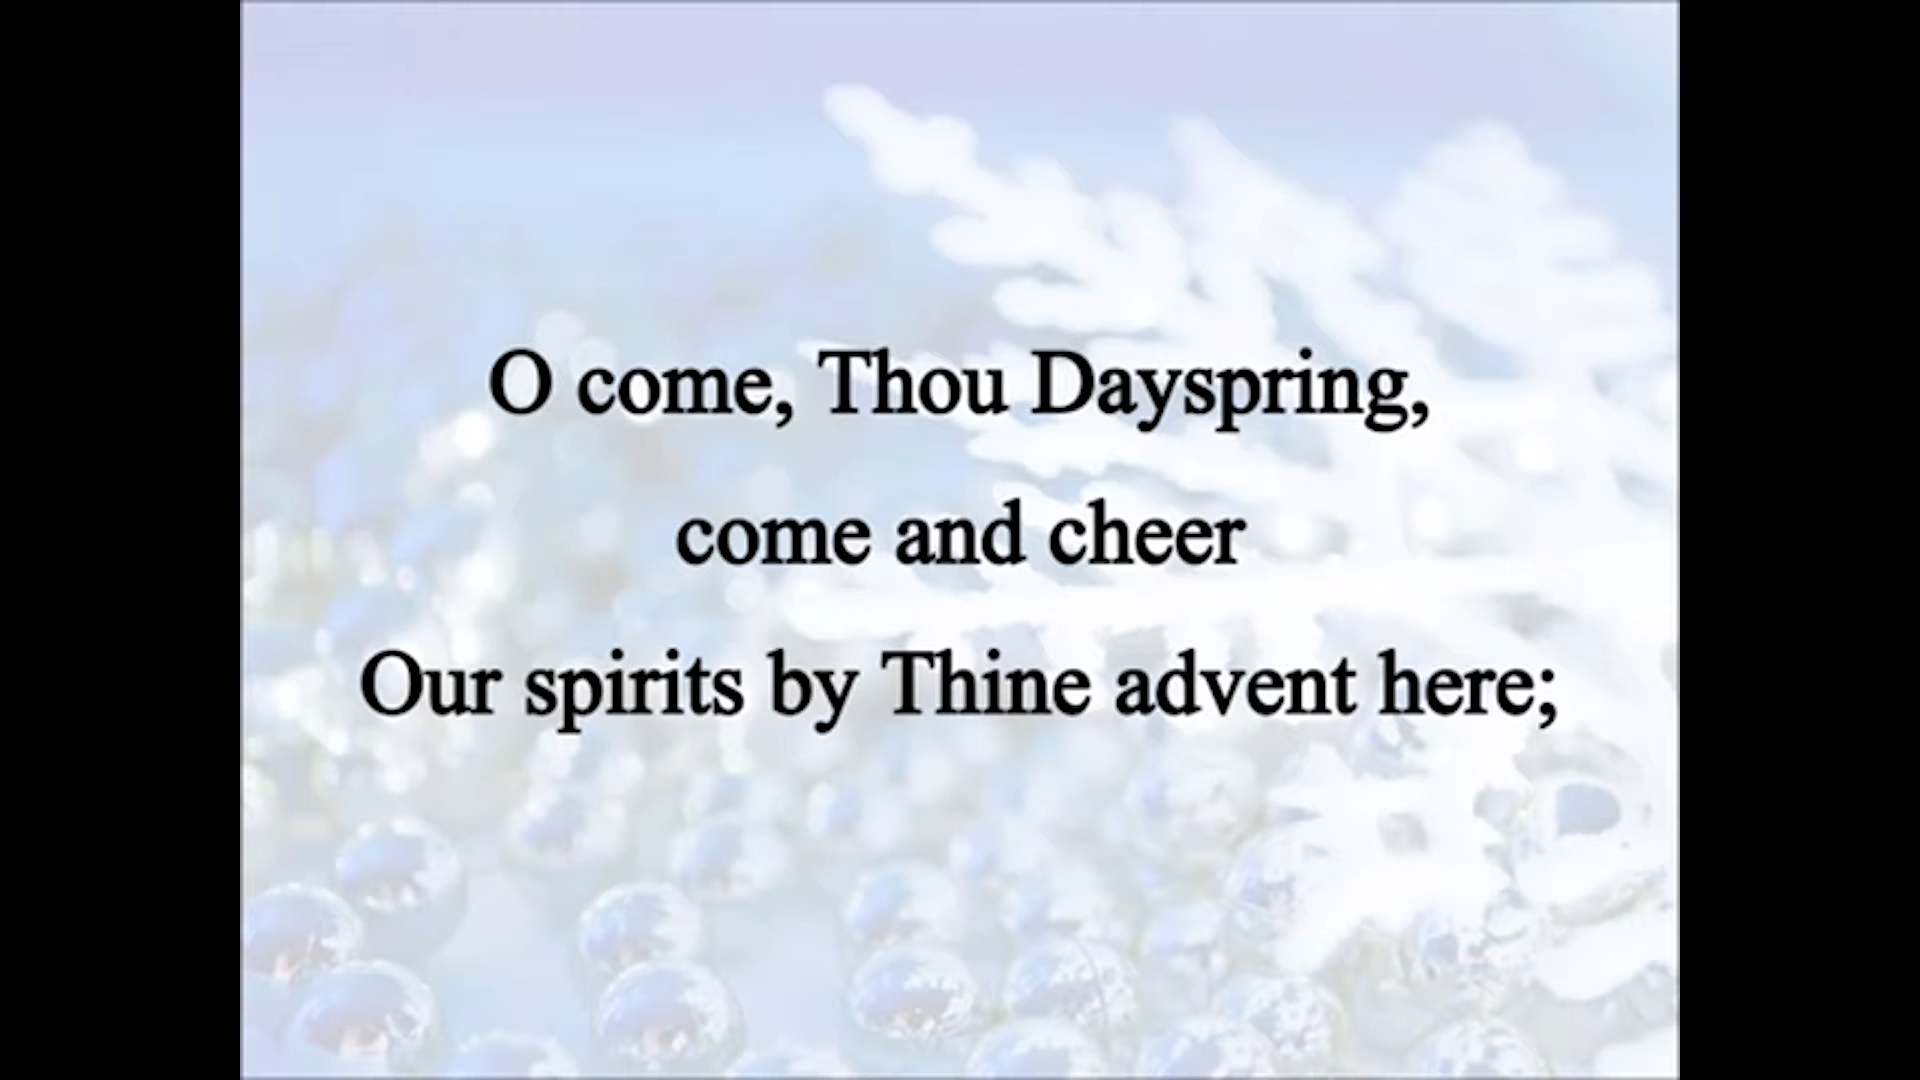 O come, Thou Dayspring,
come and cheer
Our spirits by Thine advent here;